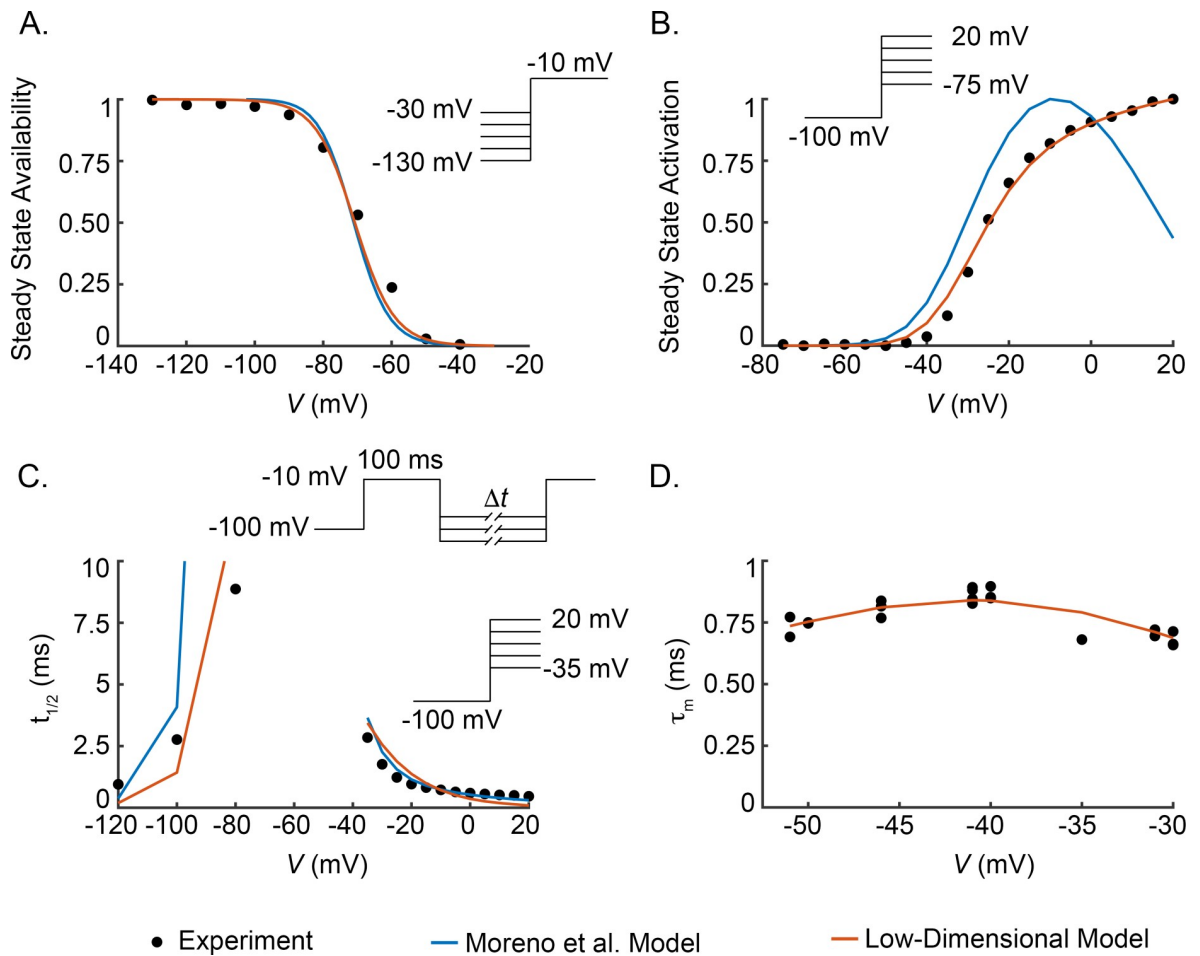 A.
-10 mV
-30 mV
-130 mV
Steady State Availability
1
0.75
0.50
0.25
0
-140 -120 -100 -80 -60 -40 -20
V (mV)
B.
20 mV
-75 mV
-100 mV
Steady State Activation
1
0.75
0.50
0.25
0
-80 -60 -40 -20 0 20
V (mV)
C.
100 ms
-10 mV
Δt
-100 mV
20 mV
-35 mV
-100 mV
t1/2 (ms)
10
7.5
5
2.5
0
-120 -100 -80 -60 -40 -20 0 20
V (mV)
D.
τm (ms)
1
0.75
0.50
0.25
0
-50 -45 -40 -35 -30
V (mV)
Experiment
Moreno et al. Model
Low-Dimensional Model